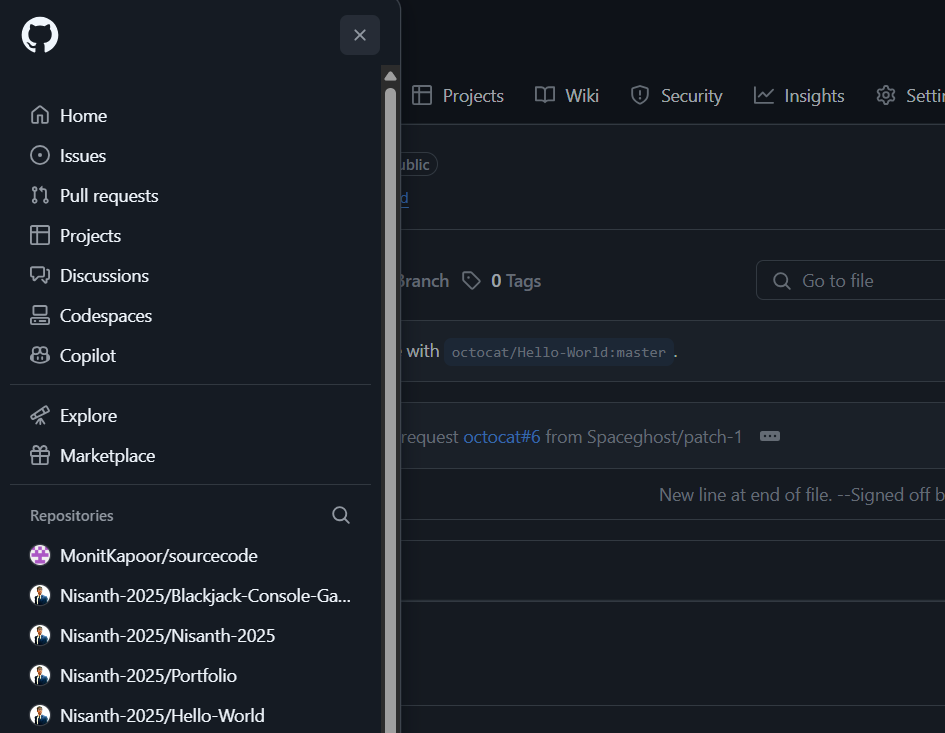 Home
Issues
Pull requests
Projects
Discussions
Codespaces
Copilot
Explore
Marketplace
Repositories
MonitKapoor/sourcecode
Nisanth-2025/Blackjack-Console-Ga...
Nisanth-2025/Nisanth-2025
Nisanth-2025/Portfolio
Nisanth-2025/Hello-World
Projects Wiki Security Insights
0 Tags Go to file
with octocat/Hello-World:master .
request octocat#6 from Spaceghost/patch-1
New line at end of file. --Signed off